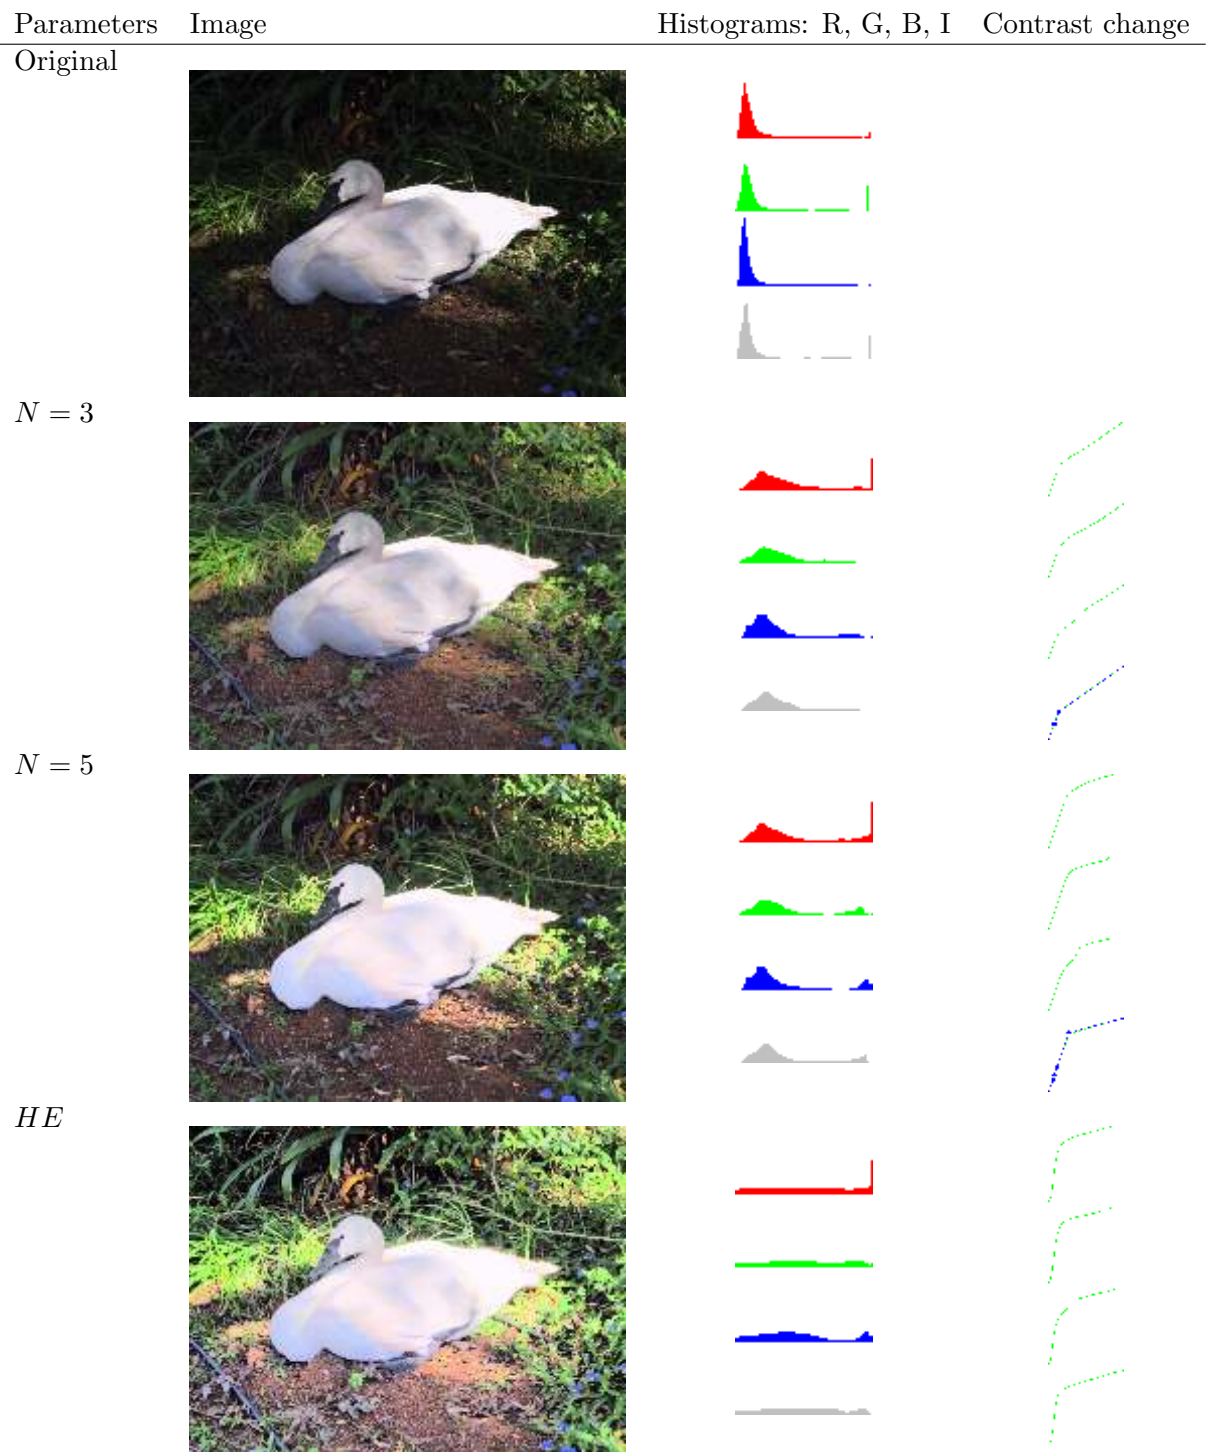 Parameters Image Histograms: R, G, B, I Contrast change
Original
N = 3
N = 5
HE